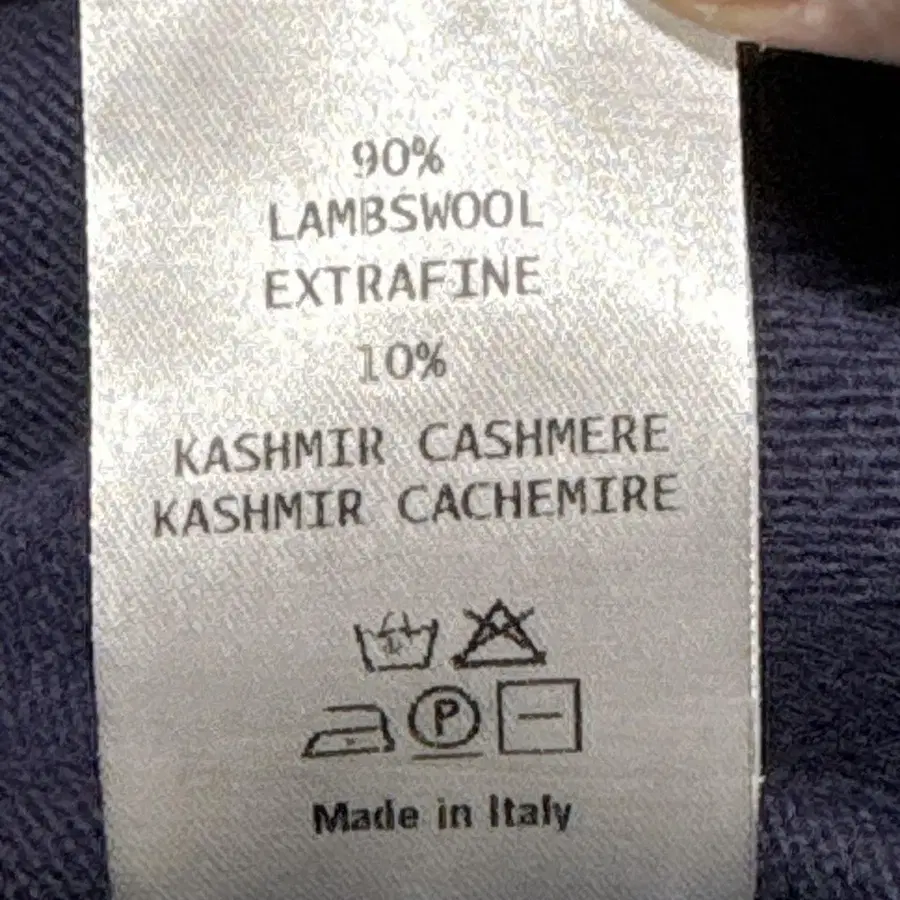 90%
LAMBSWOOL
EXTRAFINE
10%
KASHMIR CASHMERE
KASHMIR CACHEMIRE
P
Made in Italy